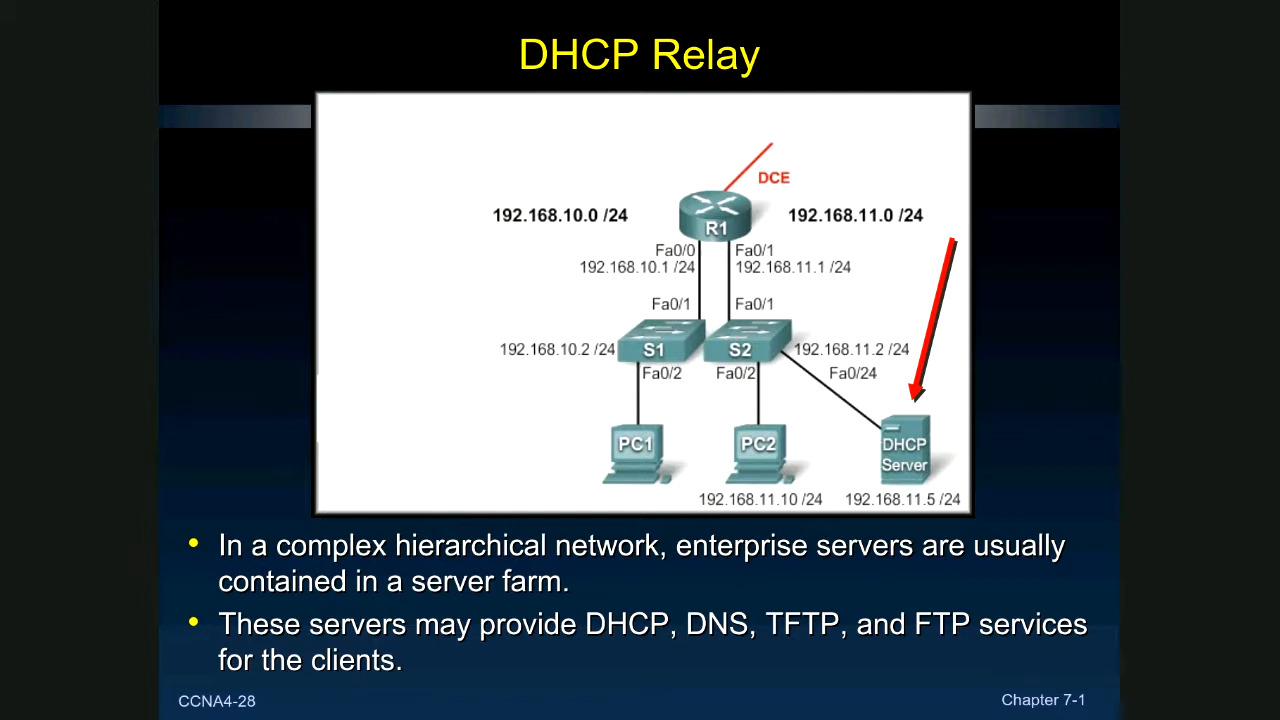 DHCP Relay
DCE
192.168.10.0 /24
192.168.11.0 /24
R1
Fa0/0
Fa0/1
192.168.10.1 /24
192.168.11.1 /24
Fa0/1
Fa0/1
192.168.10.2 /24
S1
S2
192.168.11.2 /24
Fa0/2
Fa0/2
Fa0/24
PC1
PC2
DHCP
Server
192.168.11.10 /24
192.168.11.5 /24
• In a complex hierarchical network, enterprise servers are usually
contained in a server farm.
• These servers may provide DHCP, DNS, TFTP, and FTP services
for the clients.
CCNA4-28
Chapter 7-1